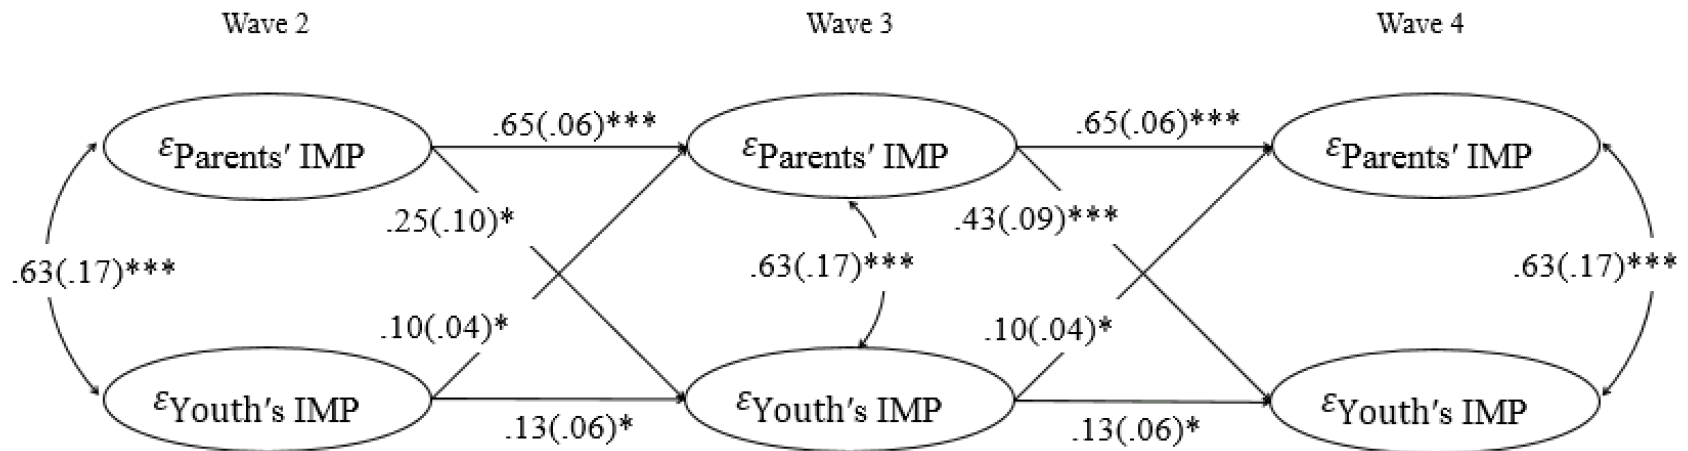 Wave 2 Wave 3 Wave 4
.65(.06)*** .65(.06)***
εParents′ IMP εParents′ IMP εParents′ IMP
.25(.10)* .43(.09)***
.63(.17)*** .63(.17)*** .63(.17)***
.10(.04)* .10(.04)*
εYouth′s IMP εYouth′s IMP εYouth′s IMP
.13(.06)* .13(.06)*